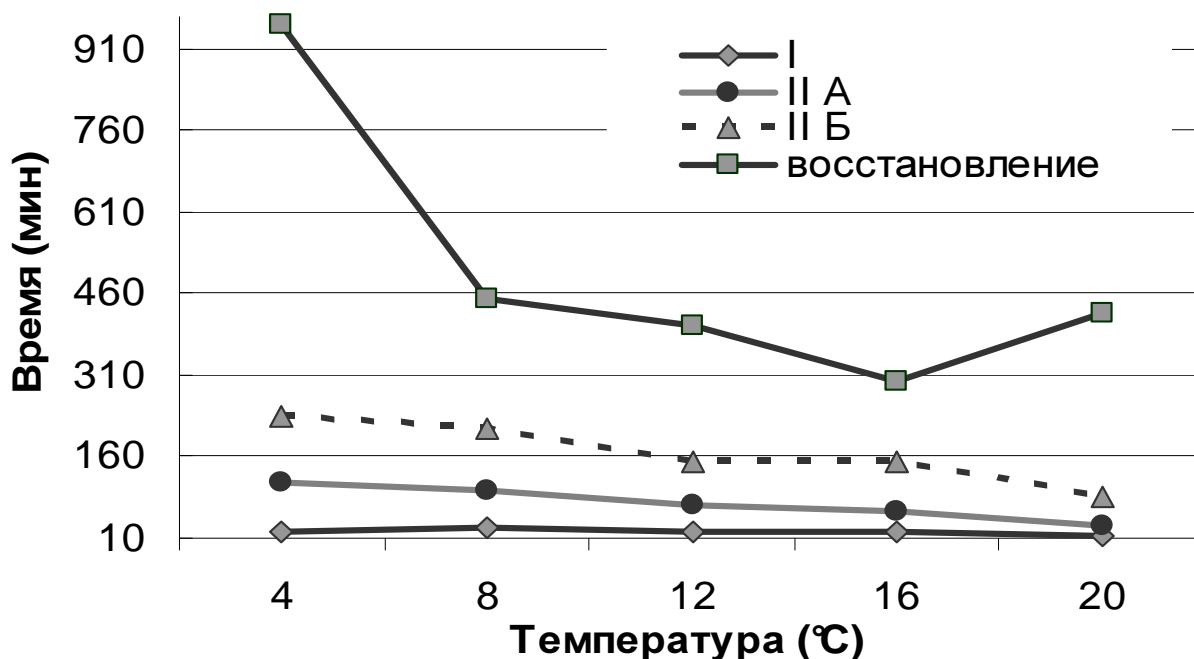 910
760
610
460
310
160
10
Время (мин)
I
II А
II Б
восстановление
4 8 12 16 20
Температура (°С)